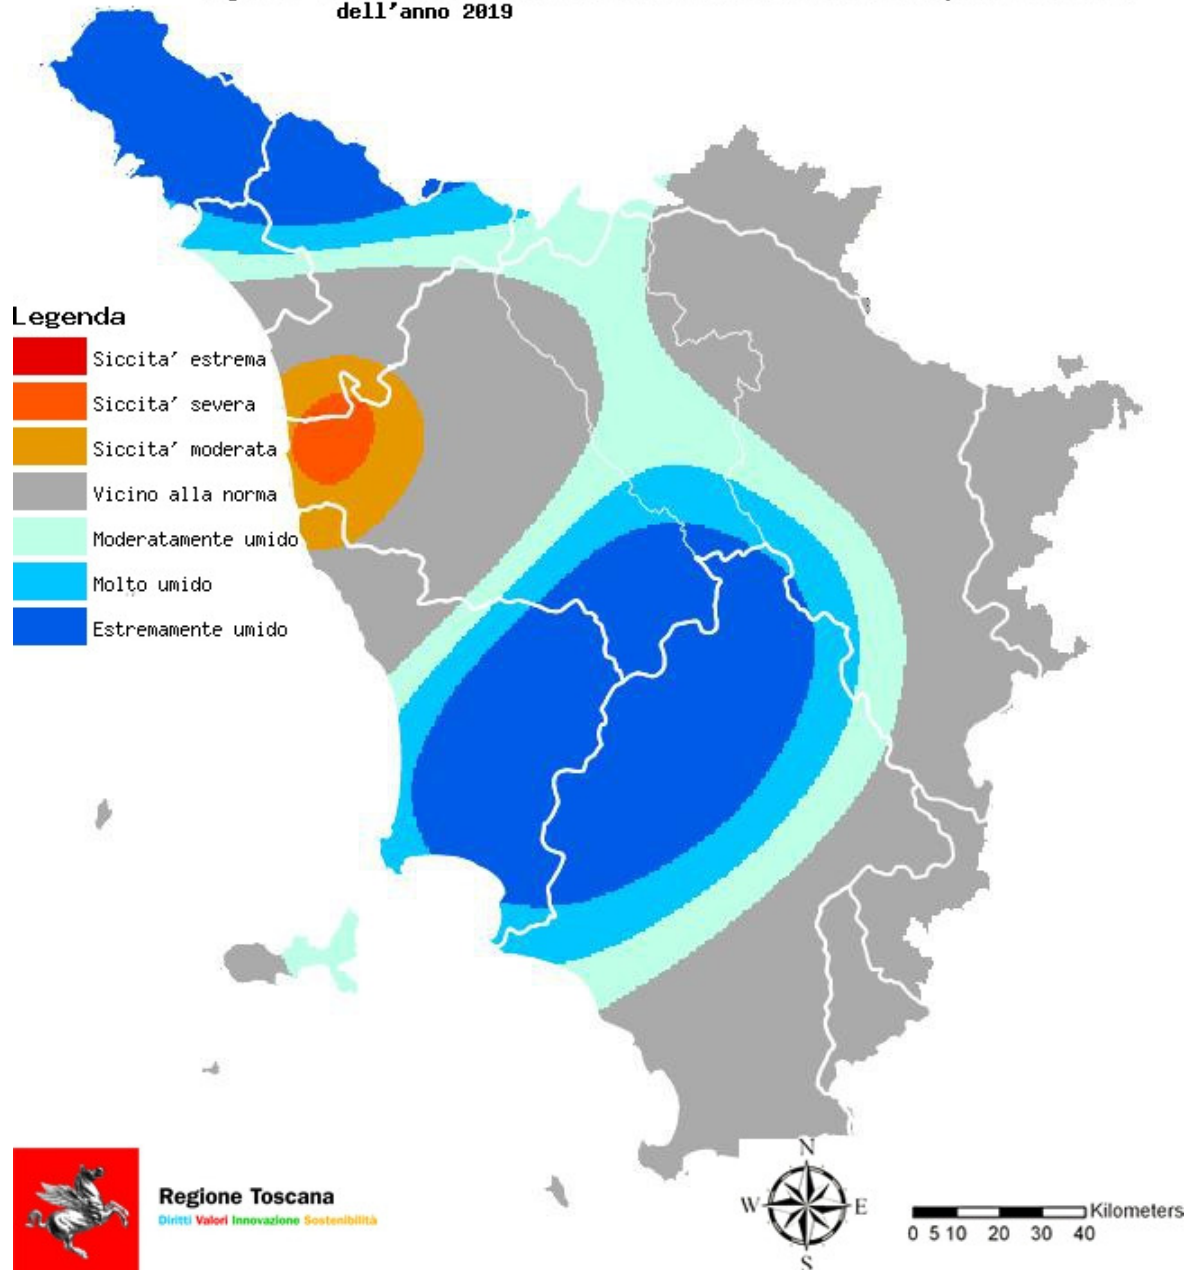 dell'anno 2019
Legenda
Siccita' estrema
Siccita' severa
Siccita' moderata
Vicino alla norma
Moderatamente umido
Molto umido
Estremamente umido
Regione Toscana
Diritti Valori Innovazione Sostenibilità
N
W E
S
Kilometers
0 5 10 20 30 40